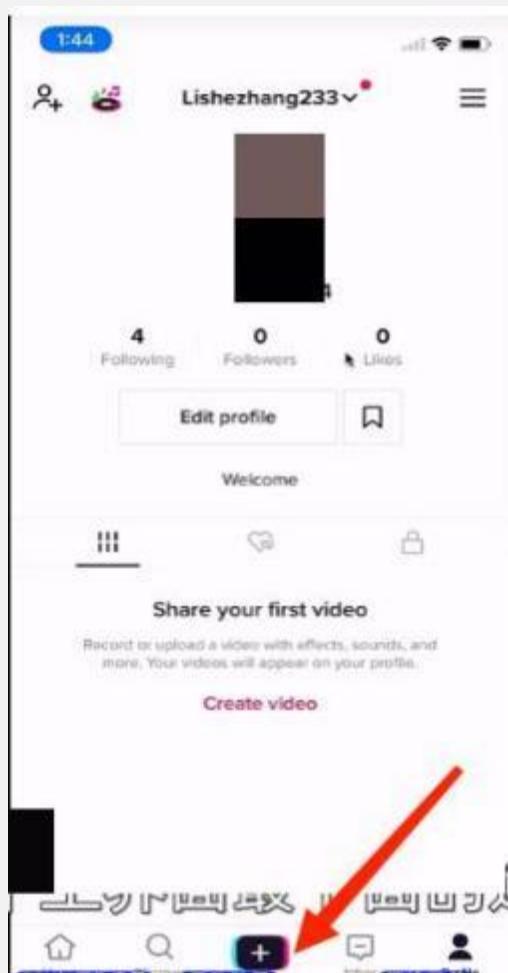 1:44
Lishezhang233
4 0 0
Following Followers Likes
Edit profile
Welcome
Share your first video
Record or upload a video with effects, sounds, and
more. Your videos will appear on your profile.
Create video